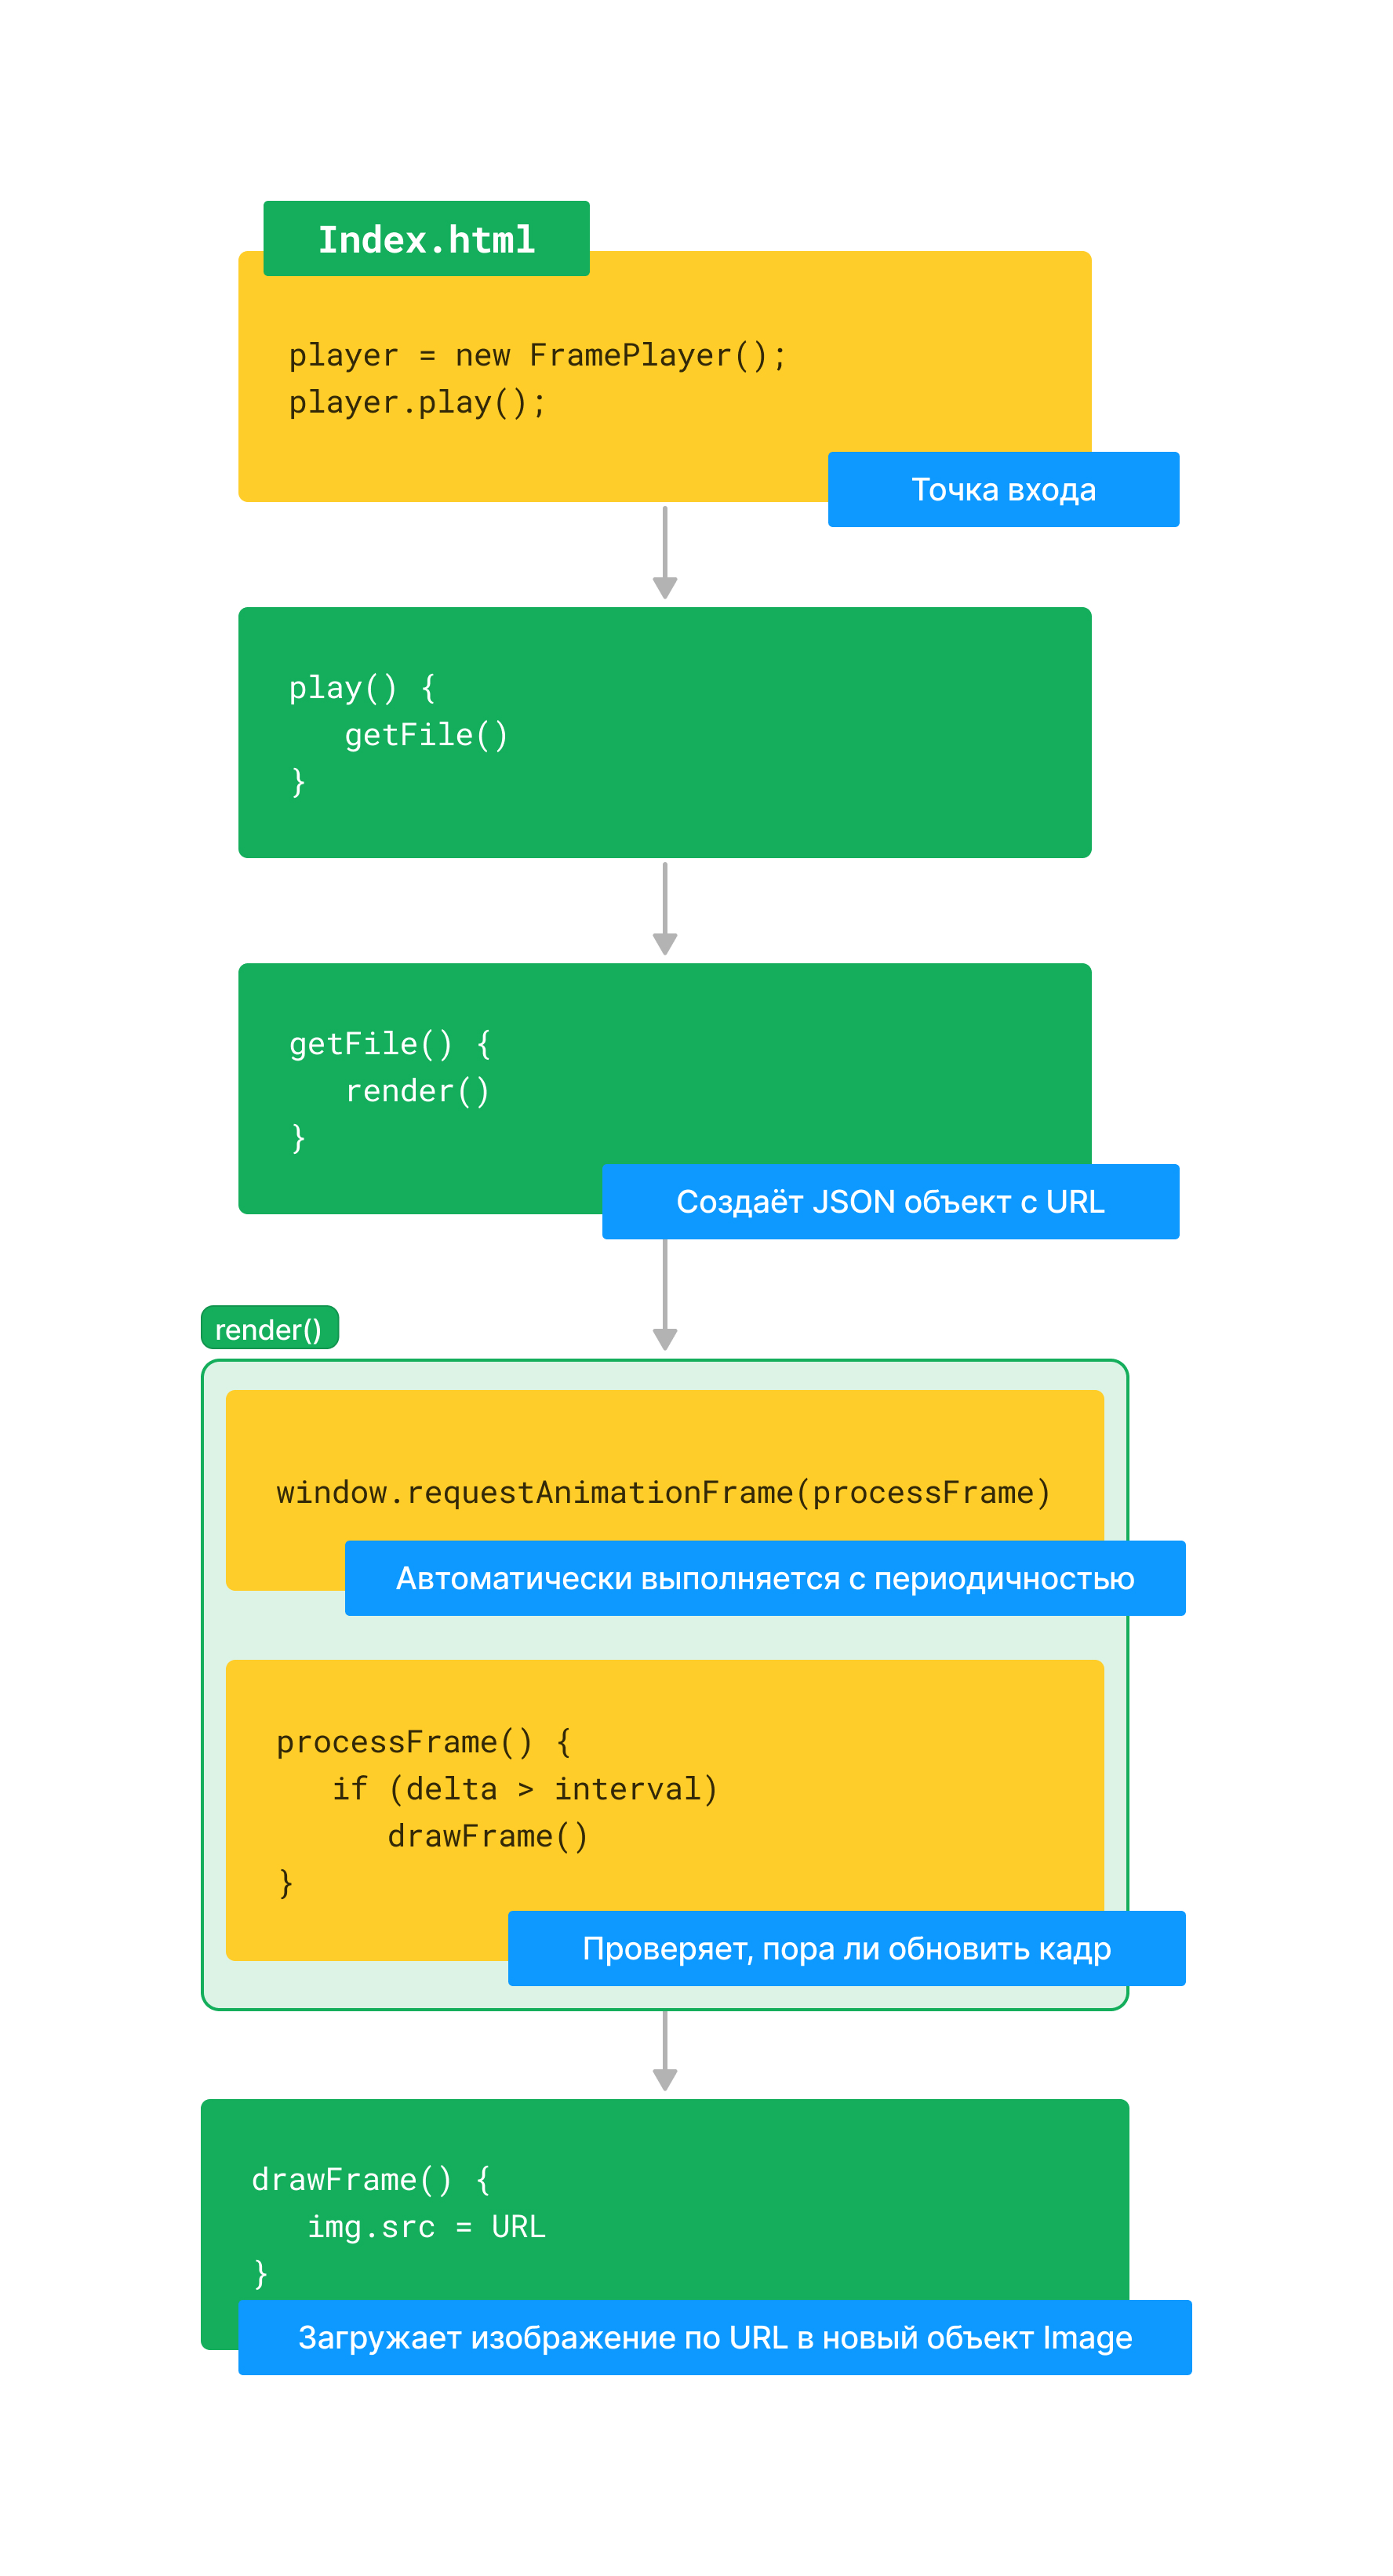 Index.html
player = new FramePlayer();
player.play();
Точка входа
play() {
getFile()
}
getFile() {
render()
}
Создаёт JSON объект с URL
render()
window.requestAnimationFrame(processFrame)
Автоматически выполняется с периодичностью
processFrame() {
if (delta > interval)
drawFrame()
}
Проверяет, пора ли обновить кадр
drawFrame() {
img.src = URL
}
Загружает изображение по URL в новый объект Image